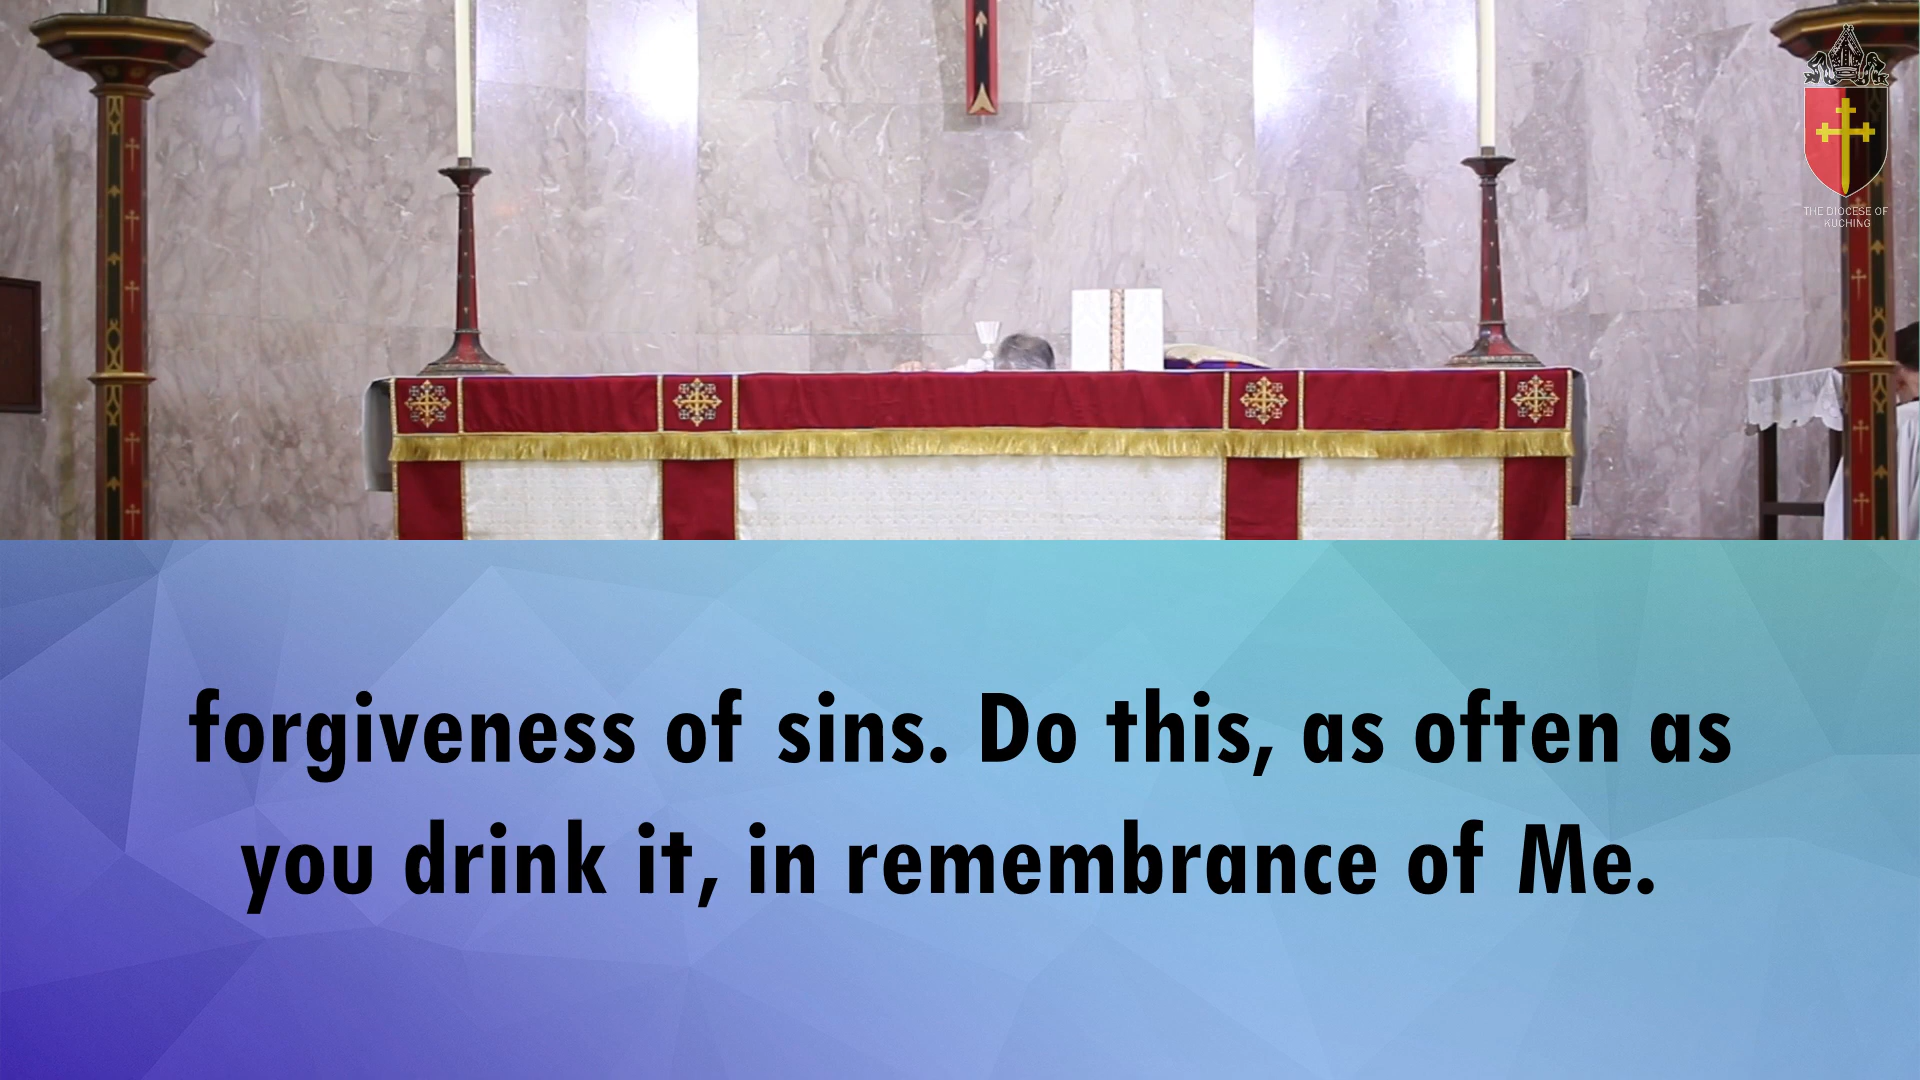 THE DIOCESE OF
KUCHING
forgiveness of sins. Do this, as often as
you drink it, in remembrance of Me.